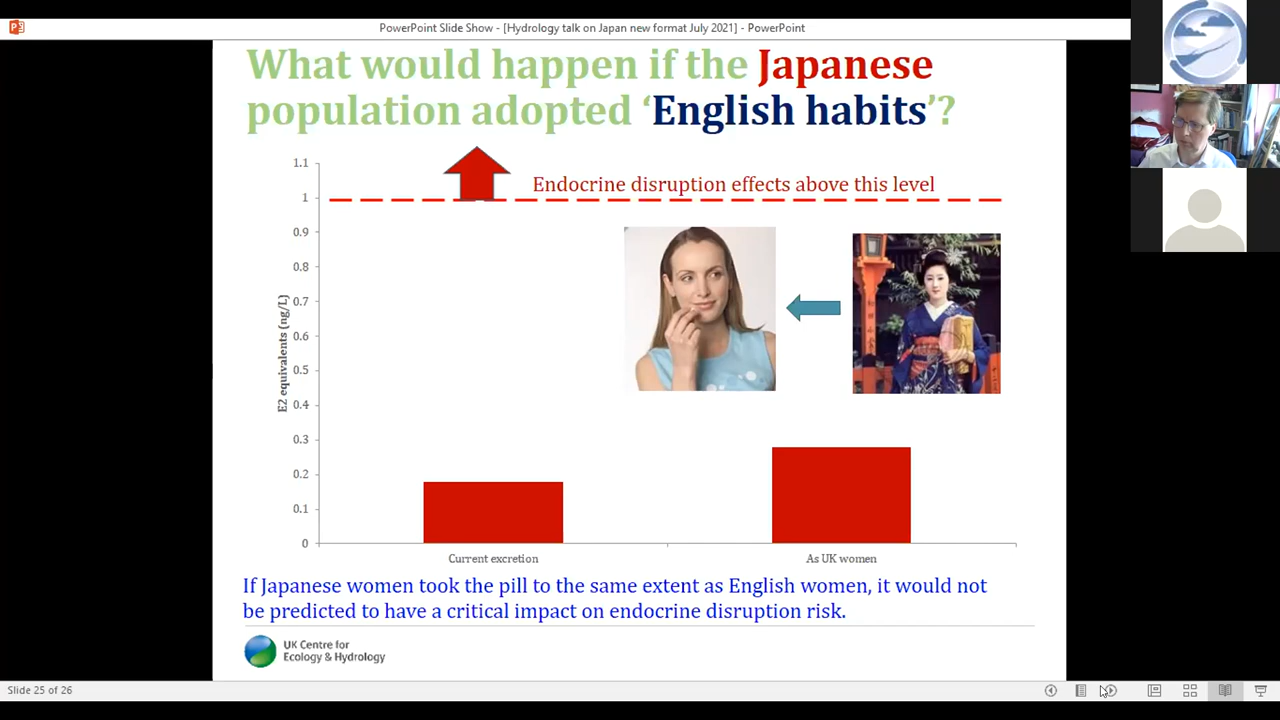 PowerPoint Slide Show - [Hydrology talk on Japan new format July 2021] - PowerPoint
What would happen if the Japanese
population adopted ‘English habits’?
Endocrine disruption effects above this level
E2 equivalents (ng/L)
1.1
1
0.9
0.8
0.7
0.6
0.5
0.4
0.3
0.2
0.1
0
Current excretion
As UK women
If Japanese women took the pill to the same extent as English women, it would not
be predicted to have a critical impact on endocrine disruption risk.
UK Centre for
Ecology & Hydrology
Slide 25 of 26